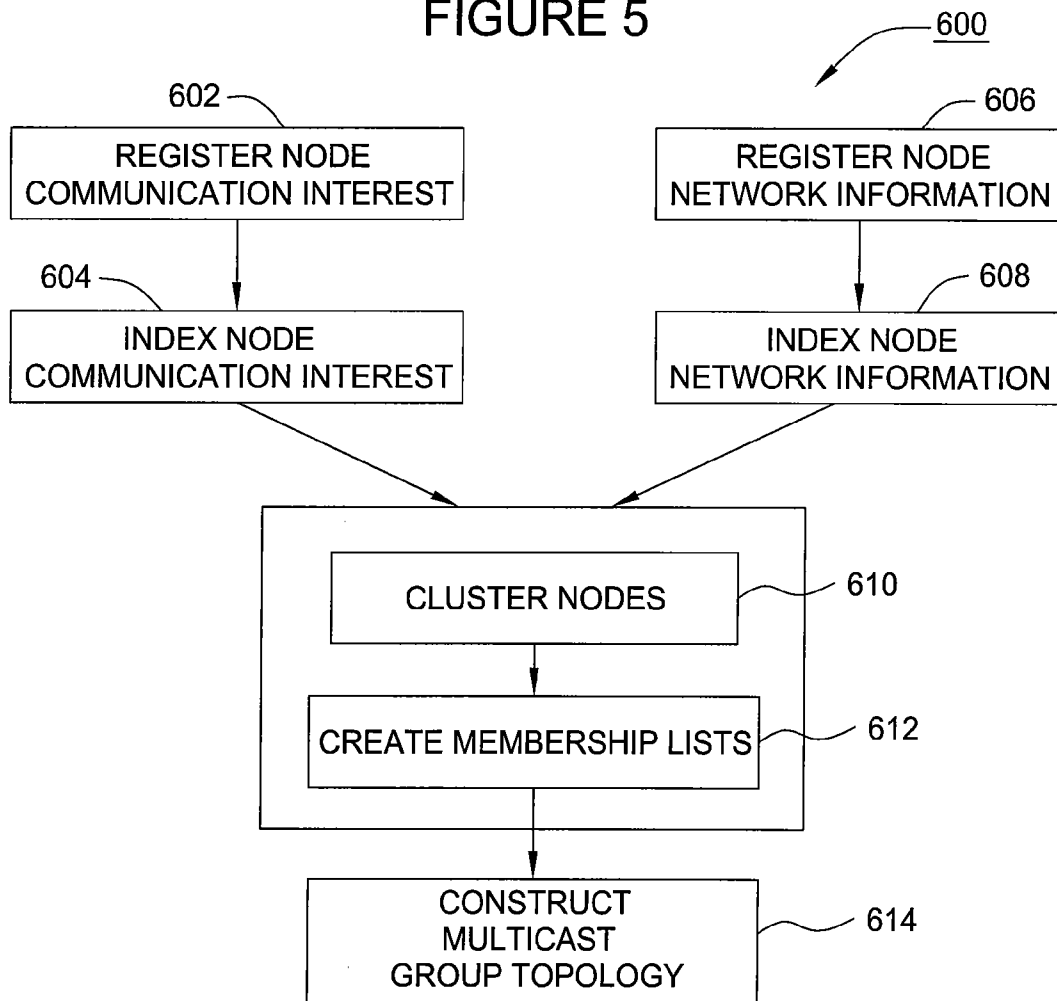 FIGURE 5
600
602
606
REGISTER NODE
COMMUNICATION INTEREST
REGISTER NODE
NETWORK INFORMATION
604
608
INDEX NODE
COMMUNICATION INTEREST
INDEX NODE
NETWORK INFORMATION
CLUSTER NODES
610
CREATE MEMBERSHIP LISTS
612
CONSTRUCT
MULTICAST
GROUP TOPOLOGY
614